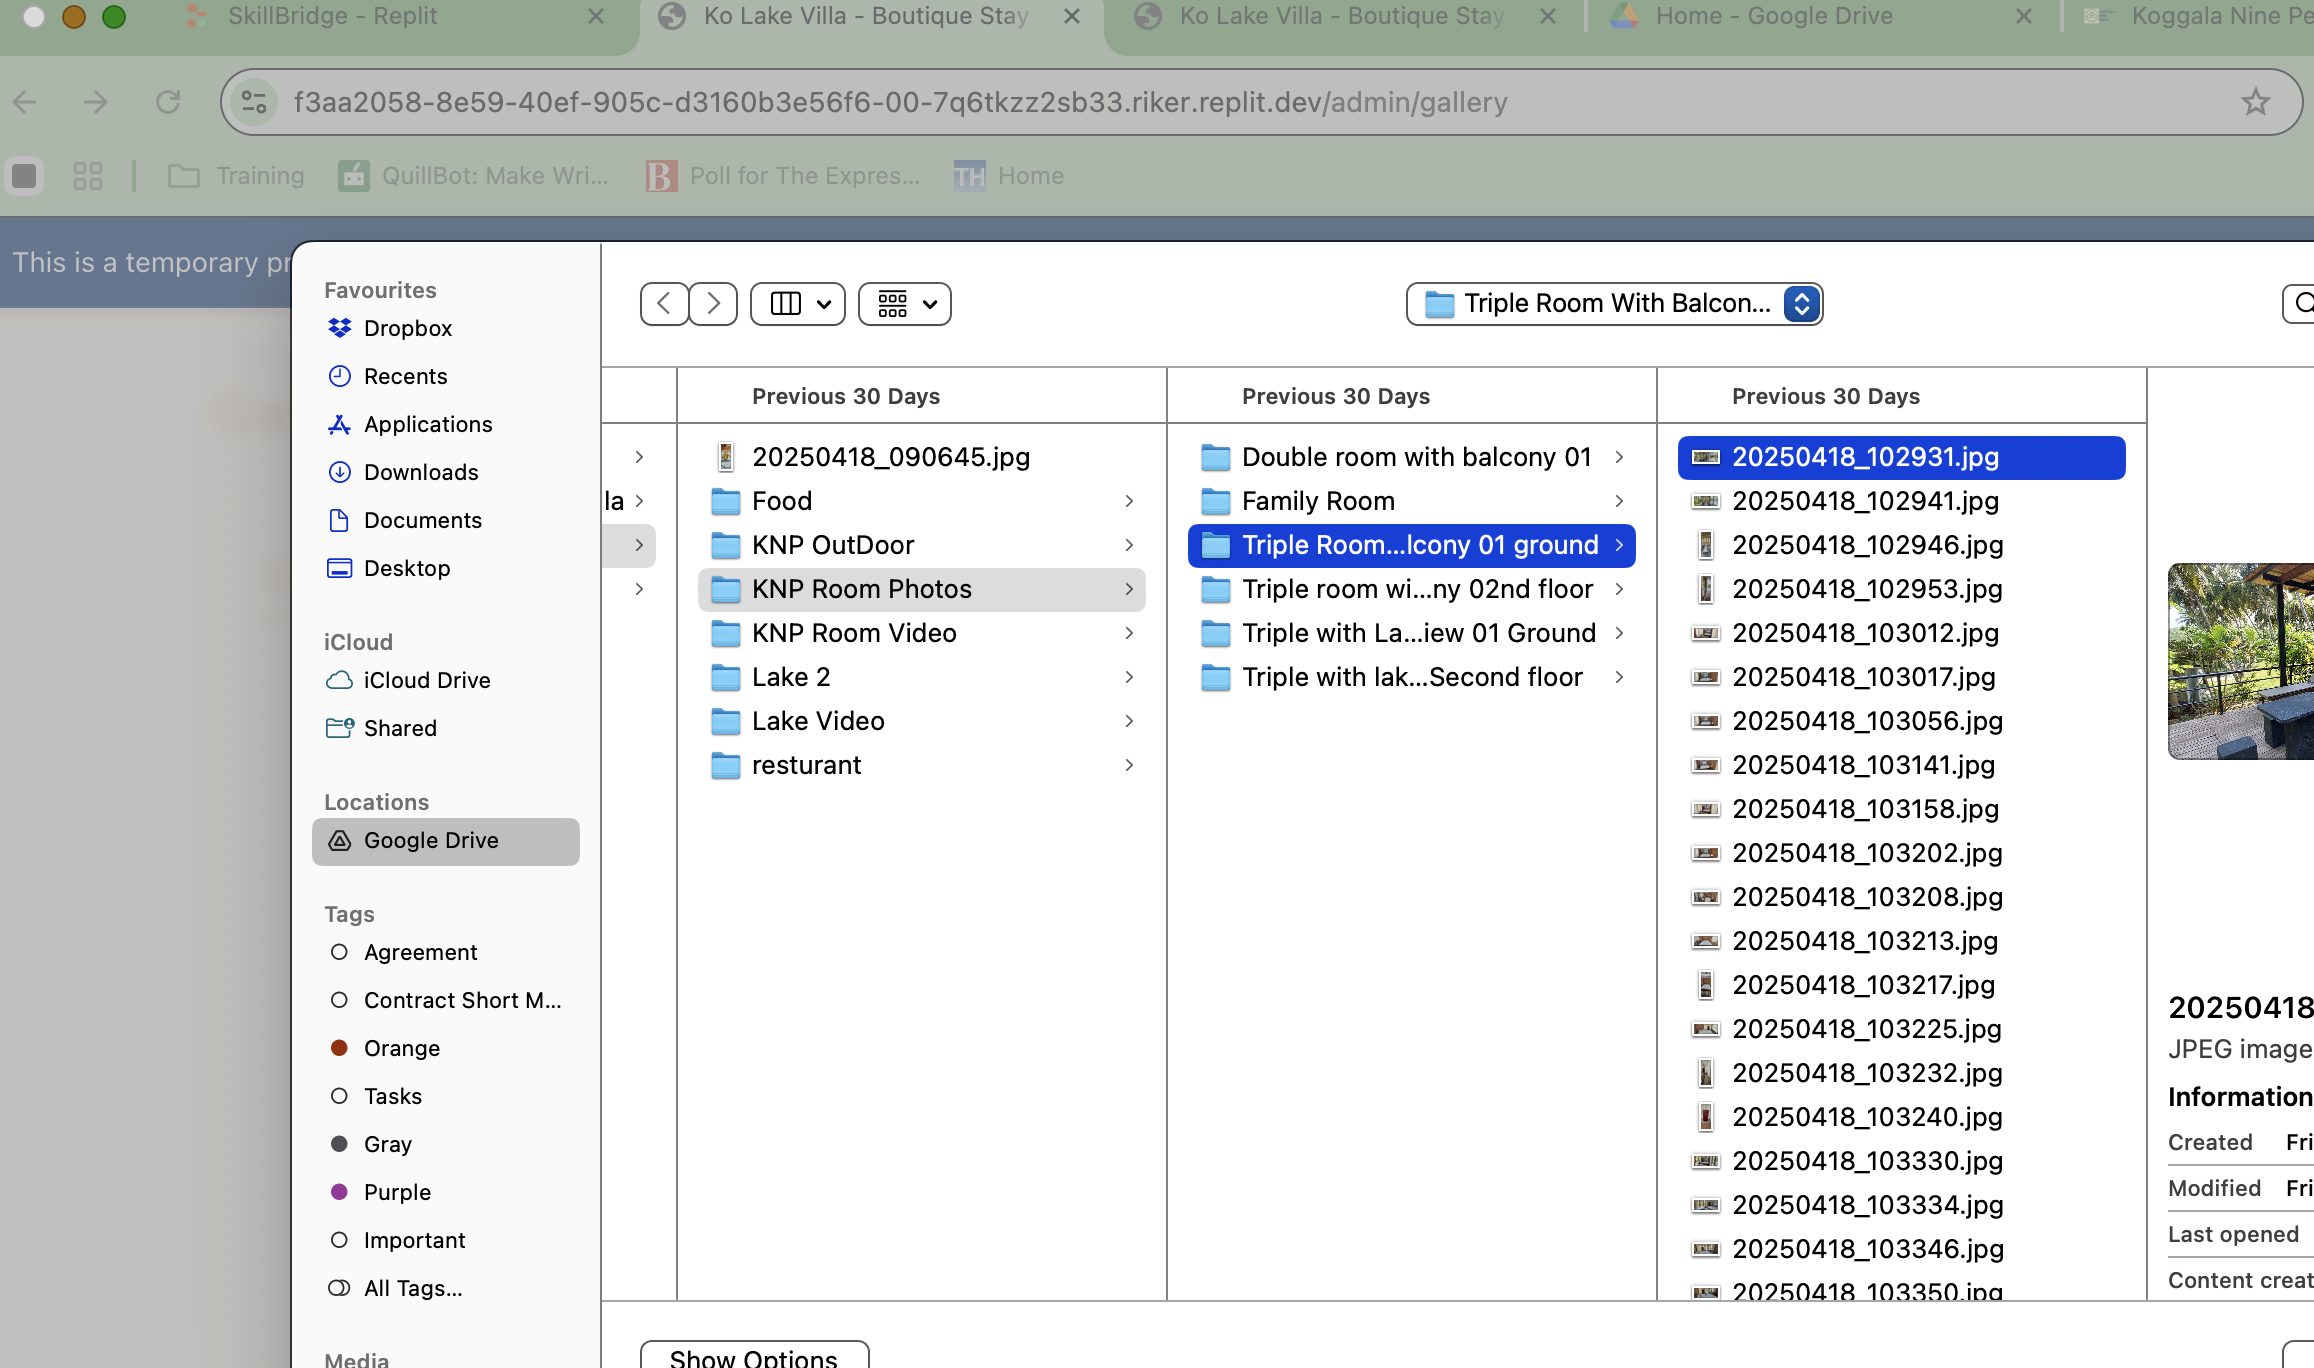 SkillBridge - Replit
Ko Lake Villa - Boutique Stay
Ko Lake Villa - Boutique Stay
Home - Google Drive
Koggala Nine Pe
f3aa2058-8e59-40ef-905c-d3160b3e56f6-00-7q6tkzz2sb33.riker.replit.dev/admin/gallery
Training
QuillBot: Make Wri...
Poll for The Expres...
Home
This is a temporary pr
Favourites
Dropbox
Recents
Applications
Downloads
Documents
Desktop
iCloud
iCloud Drive
Shared
Locations
Google Drive
Tags
Agreement
Contract Short M...
Orange
Tasks
Gray
Purple
Important
All Tags...
Media
Triple Room With Balcon...
la
Previous 30 Days
20250418_090645.jpg
Food
KNP OutDoor
KNP Room Photos
KNP Room Video
Lake 2
Lake Video
resturant
Previous 30 Days
Double room with balcony 01
Family Room
Triple Room...lcony 01 ground
Triple room wi...ny 02nd floor
Triple with La...iew 01 Ground
Triple with lak...Second floor
Previous 30 Days
20250418_102931.jpg
20250418_102941.jpg
20250418_102946.jpg
20250418_102953.jpg
20250418_103012.jpg
20250418_103017.jpg
20250418_103056.jpg
20250418_103141.jpg
20250418_103158.jpg
20250418_103202.jpg
20250418_103208.jpg
20250418_103213.jpg
20250418_103217.jpg
20250418_103225.jpg
20250418_103232.jpg
20250418_103240.jpg
20250418_103330.jpg
20250418_103334.jpg
20250418_103346.jpg
20250418_103350.jpg
20250418
JPEG image
Information
Created Fri
Modified Fri
Last opened
Content creat
Show Options